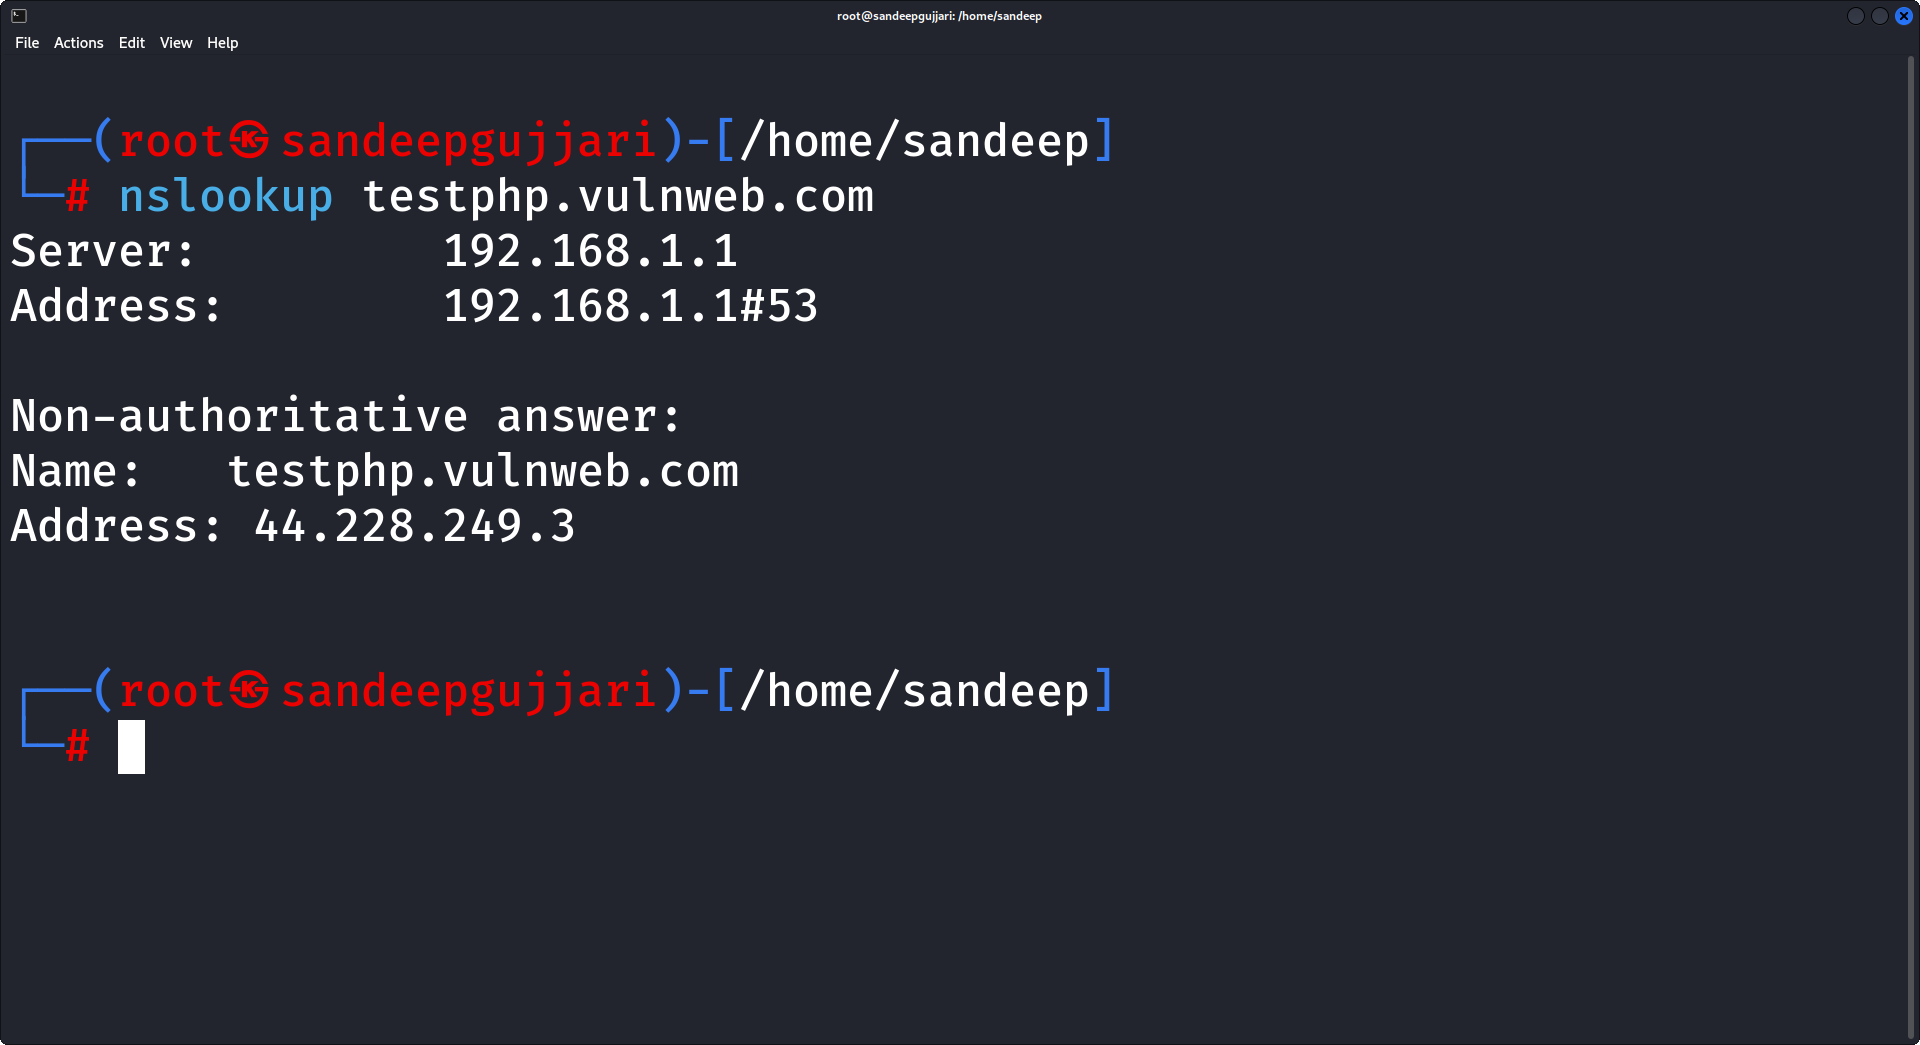 root@sandeepgujjari: /home/sandeep
File Actions Edit View Help
┌──(root㉿sandeepgujjari)-[/home/sandeep]
└─# nslookup testphp.vulnweb.com
Server:         192.168.1.1
Address:        192.168.1.1#53
Non-authoritative answer:
Name:   testphp.vulnweb.com
Address: 44.228.249.3
┌──(root㉿sandeepgujjari)-[/home/sandeep]
└─#